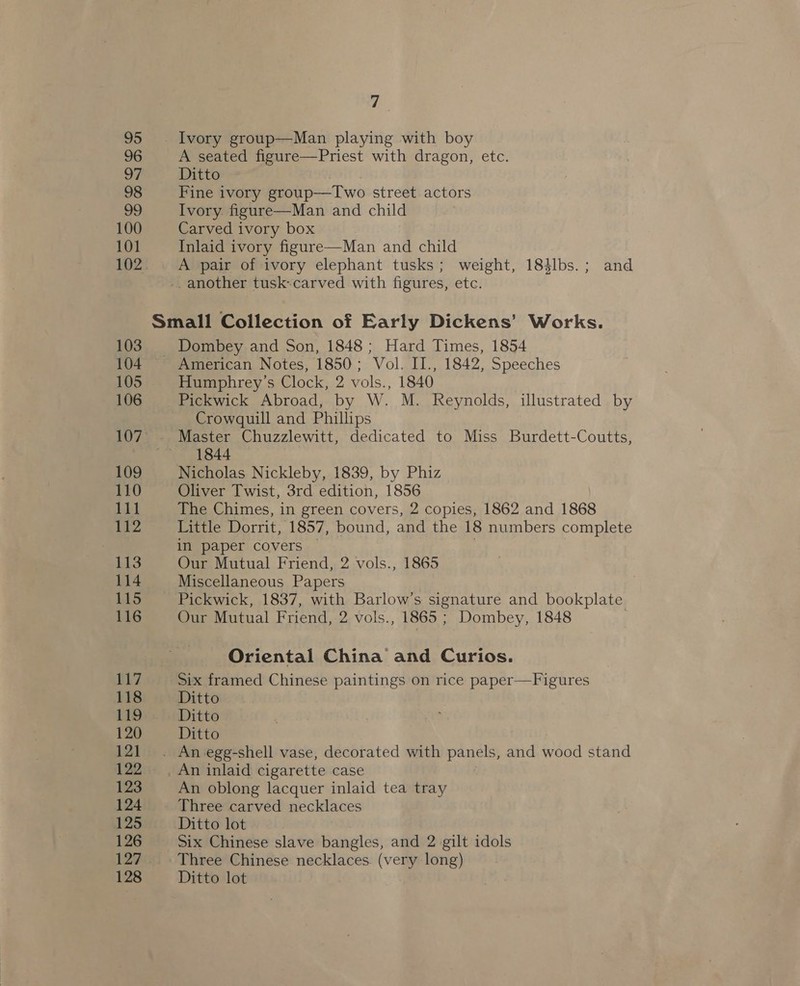 7
95 Ivory group—Man playing with boy
96 A seated figure—Priest with dragon, etc.
97 Ditto
98 Fine ivory group—Two street actors
99 Ivory figure—Man and child
100 Carved ivory box
101 Inlaid ivory figure—Man and child
102 A pair of ivory elephant tusks; weight, 18½lbs.; and
another tusk carved with figures, etc.
Small Collection of Early Dickens' Works.
103 Dombey and Son, 1848; Hard Times, 1854
104 American Notes, 1850; Vol. II., 1842, Speeches
105 Humphrey's Clock, 2 vols., 1840
106 Pickwick Abroad, by W. M. Reynolds, illustrated by
Crowquill and Phillips
107 Master Chuzzlewitt, dedicated to Miss Burdett-Coutts,
1844
109 Nicholas Nickleby, 1839, by Phiz
110 Oliver Twist, 3rd edition, 1856
111 The Chimes, in green covers, 2 copies, 1862 and 1868
112 Little Dorrit, 1857, bound, and the 18 numbers complete
in paper covers
113 Our Mutual Friend, 2 vols., 1865
114 Miscellaneous Papers
115 Pickwick, 1837, with Barlow's signature and bookplate
116 Our Mutual Friend, 2 vols., 1865; Dombey, 1848
Oriental China and Curios.
117 Six framed Chinese paintings on rice paper—Figures
118 Ditto
119 Ditto
120 Ditto
121 An egg-shell vase, decorated with panels, and wood stand
122 An inlaid cigarette case
123 An oblong lacquer inlaid tea tray
124 Three carved necklaces
125 Ditto lot
126 Six Chinese slave bangles, and 2 gilt idols
127 Three Chinese necklaces (very long)
128 Ditto lot